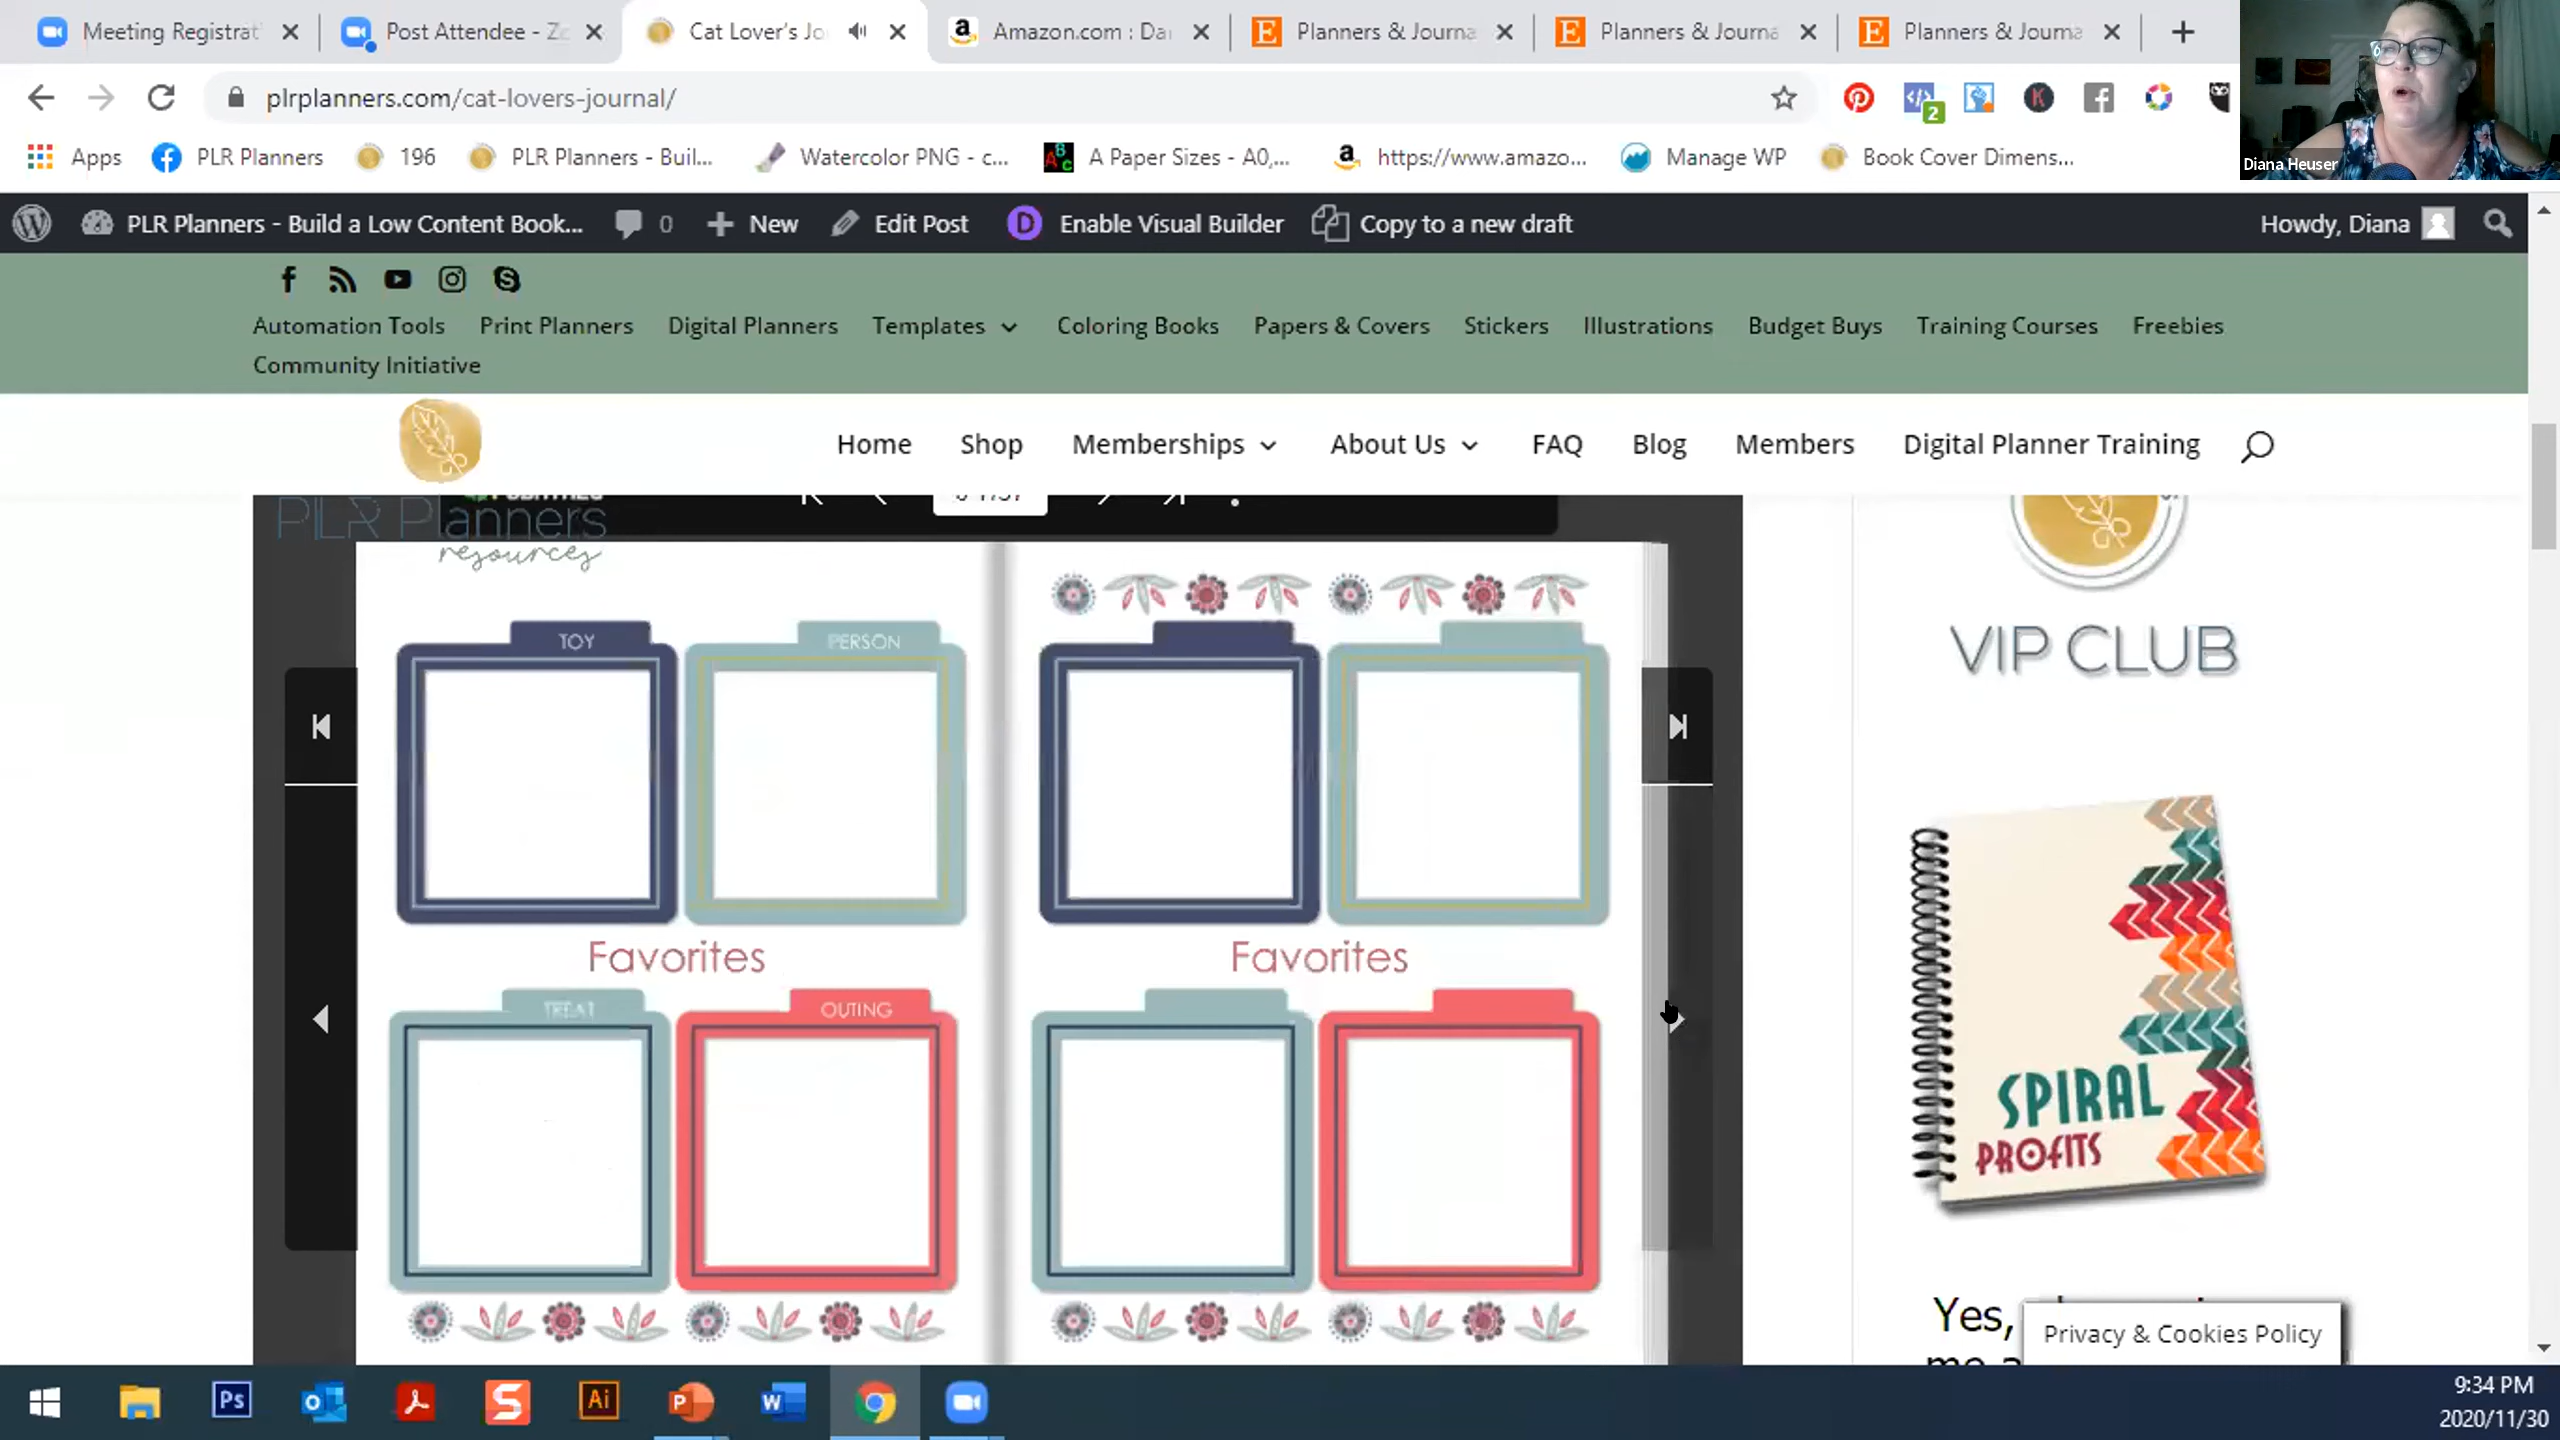 Meeting Registrat
Post Attendee - Zo
Cat Lover's Jo
Amazon.com : Da
Planners & Journa
Planners & Journa
Planners & Journa
plrplanners.com/cat-lovers-journal/
2
Diana Heuser
Apps
PLR Planners
196
PLR Planners - Buil...
Watercolor PNG - c...
A Paper Sizes - A0,...
https://www.amazo...
Manage WP
Book Cover Dimens...
PLR Planners - Build a Low Content Book...
0
New
Edit Post
D
Enable Visual Builder
Copy to a new draft
Howdy, Diana
Automation Tools
Print Planners
Digital Planners
Templates
Coloring Books
Papers & Covers
Stickers
Illustrations
Budget Buys
Training Courses
Freebies
Community Initiative
Home
Shop
Memberships
About Us
FAQ
Blog
Members
Digital Planner Training
PLR Planners
resources
TOY
PERSON
Favorites
Favorites
TREAT
OUTING
VIP CLUB
SPIRAL
PROFITS
Yes,
Privacy & Cookies Policy
Ps
Ai
9:34 PM
2020/11/30